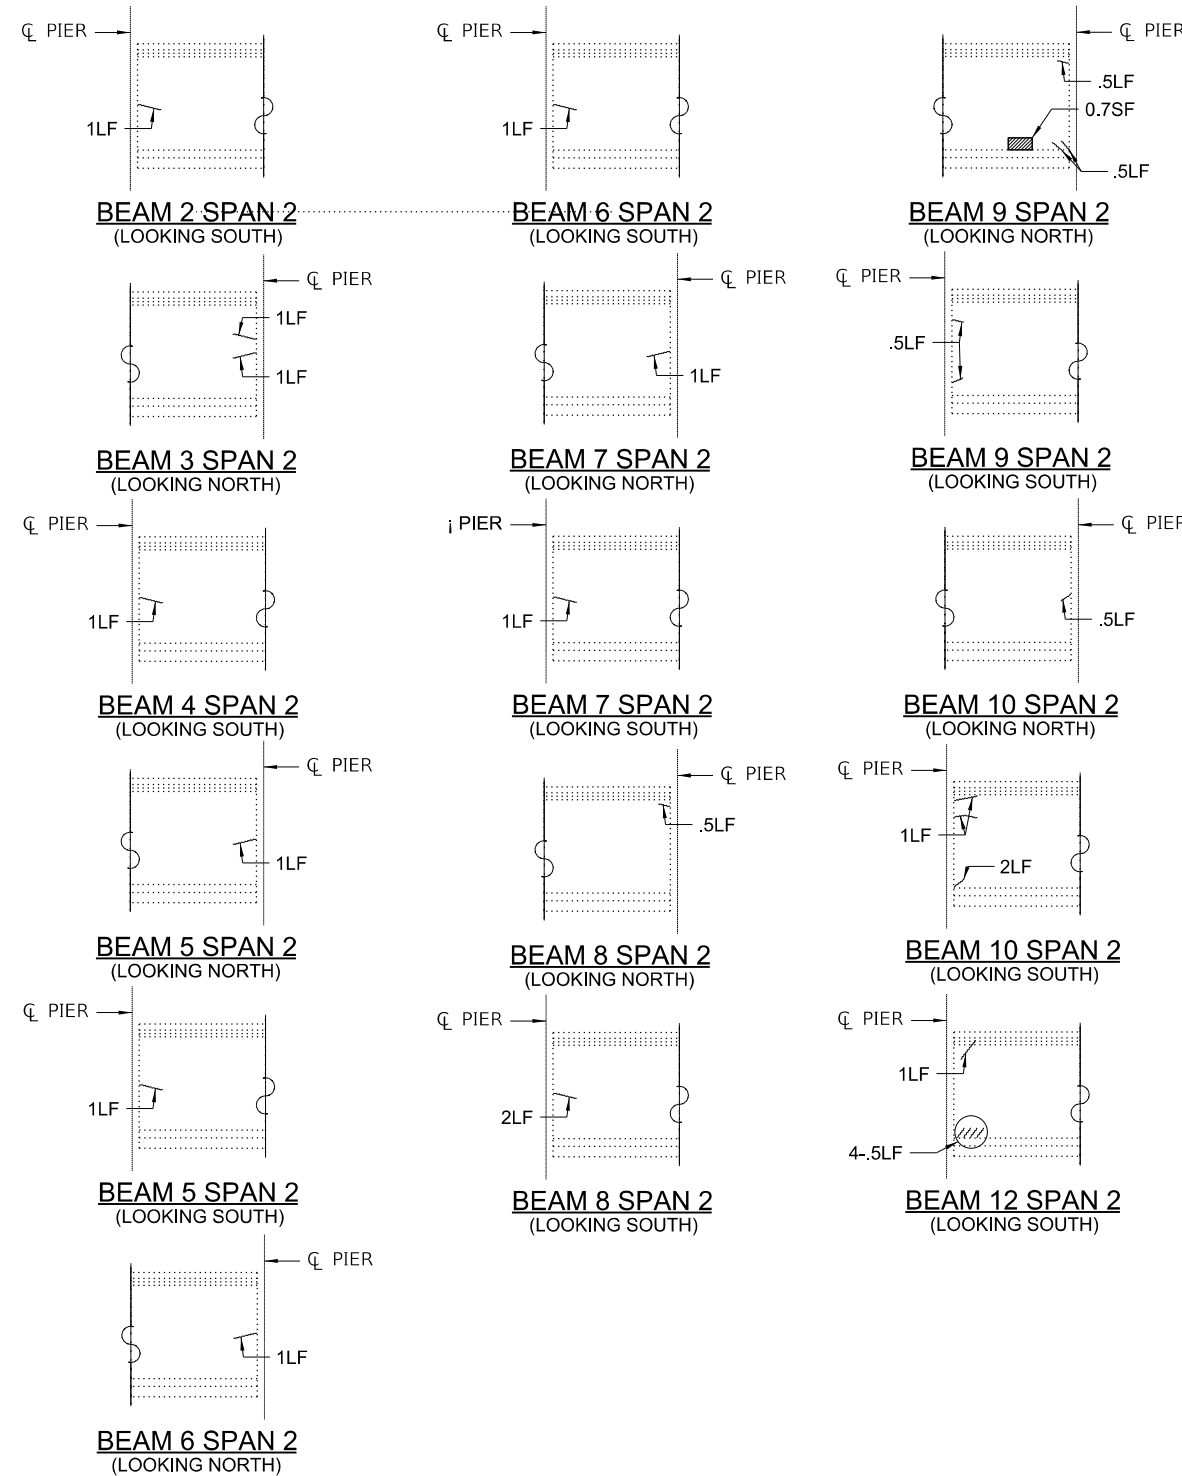 ℄ PIER
1LF
BEAM 2 SPAN 2
(LOOKING SOUTH)
℄ PIER
1LF
1LF
BEAM 3 SPAN 2
(LOOKING NORTH)
℄ PIER
1LF
BEAM 4 SPAN 2
(LOOKING SOUTH)
℄ PIER
1LF
BEAM 5 SPAN 2
(LOOKING NORTH)
℄ PIER
1LF
BEAM 5 SPAN 2
(LOOKING SOUTH)
℄ PIER
1LF
BEAM 6 SPAN 2
(LOOKING NORTH)
℄ PIER
1LF
BEAM 6 SPAN 2
(LOOKING SOUTH)
℄ PIER
1LF
BEAM 7 SPAN 2
(LOOKING NORTH)
¡ PIER
1LF
BEAM 7 SPAN 2
(LOOKING SOUTH)
℄ PIER
.5LF
BEAM 8 SPAN 2
(LOOKING NORTH)
℄ PIER
2LF
BEAM 8 SPAN 2
(LOOKING SOUTH)
℄ PIER
.5LF
0.7SF
.5LF
BEAM 9 SPAN 2
(LOOKING NORTH)
℄ PIER
.5LF
BEAM 9 SPAN 2
(LOOKING SOUTH)
℄ PIER
.5LF
BEAM 10 SPAN 2
(LOOKING NORTH)
℄ PIER
1LF
2LF
BEAM 10 SPAN 2
(LOOKING SOUTH)
℄ PIER
1LF
4-.5LF
BEAM 12 SPAN 2
(LOOKING SOUTH)